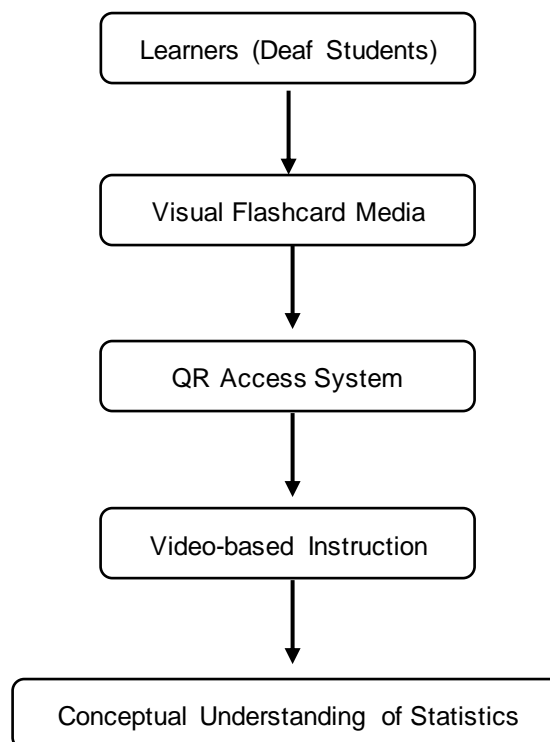 Learners (Deaf Students)
Visual Flashcard Media
QR Access System
Video-based Instruction
Conceptual Understanding of Statistics